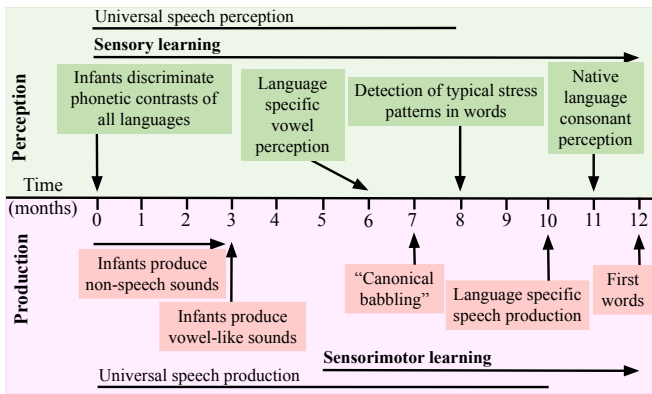 Universal speech perception
Sensory learning
Perception
Infants discriminate
phonetic contrasts of
all languages
Language
specific
vowel
perception
Detection of typical stress
patterns in words
Native
language
consonant
perception
Time
(months)
0 1 2 3 4 5 6 7 8 9 10 11 12
Production
Infants produce
non-speech sounds
Infants produce
vowel-like sounds
“Canonical
babbling”
Language specific
speech production
First
words
Sensorimotor learning
Universal speech production